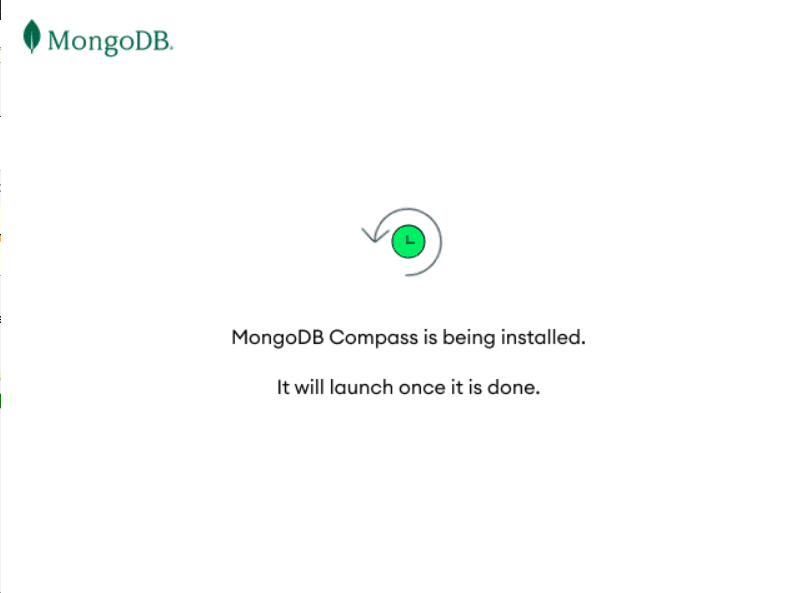 MongoDB.
MongoDB Compass is being installed.
It will launch once it is done.